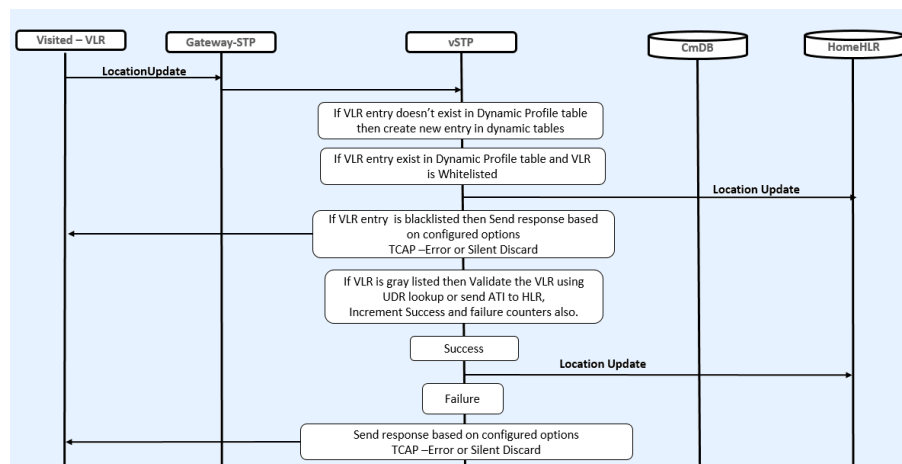 Visited – VLR
Gateway-STP
vSTP
CmDB
HomeHLR
LocationUpdate
If VLR entry doesn't exist in Dynamic Profile table
then create new entry in dynamic tables
If VLR entry exist in Dynamic Profile table and VLR
is Whitelisted
Location Update
If VLR entry  is blacklisted then Send response based
on configured options
TCAP –Error or Silent Discard
If VLR is gray listed then Validate the VLR using
UDR lookup or send ATI to HLR,
Increment Success and failure counters also.
Success
Location Update
Failure
Send response based on configured options
TCAP –Error or Silent Discard